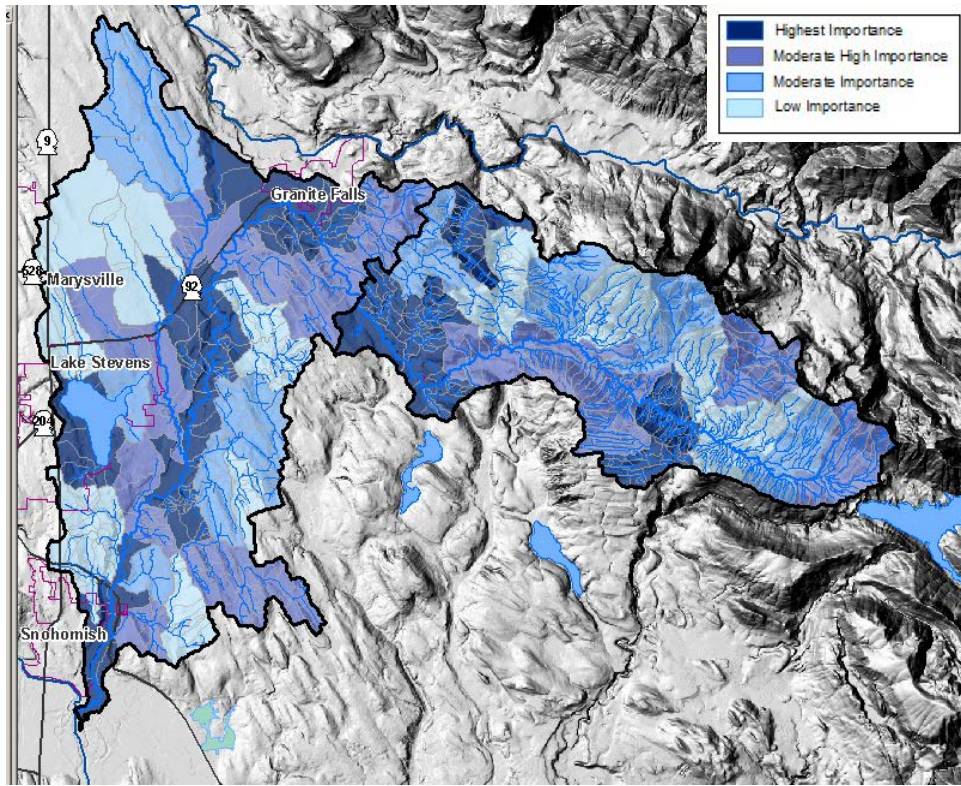 Highest Importance
Moderate High Importance
Moderate Importance
Low Importance
9
Granite Falls
528
Marysville
92
Lake Stevens
204
Snohomish